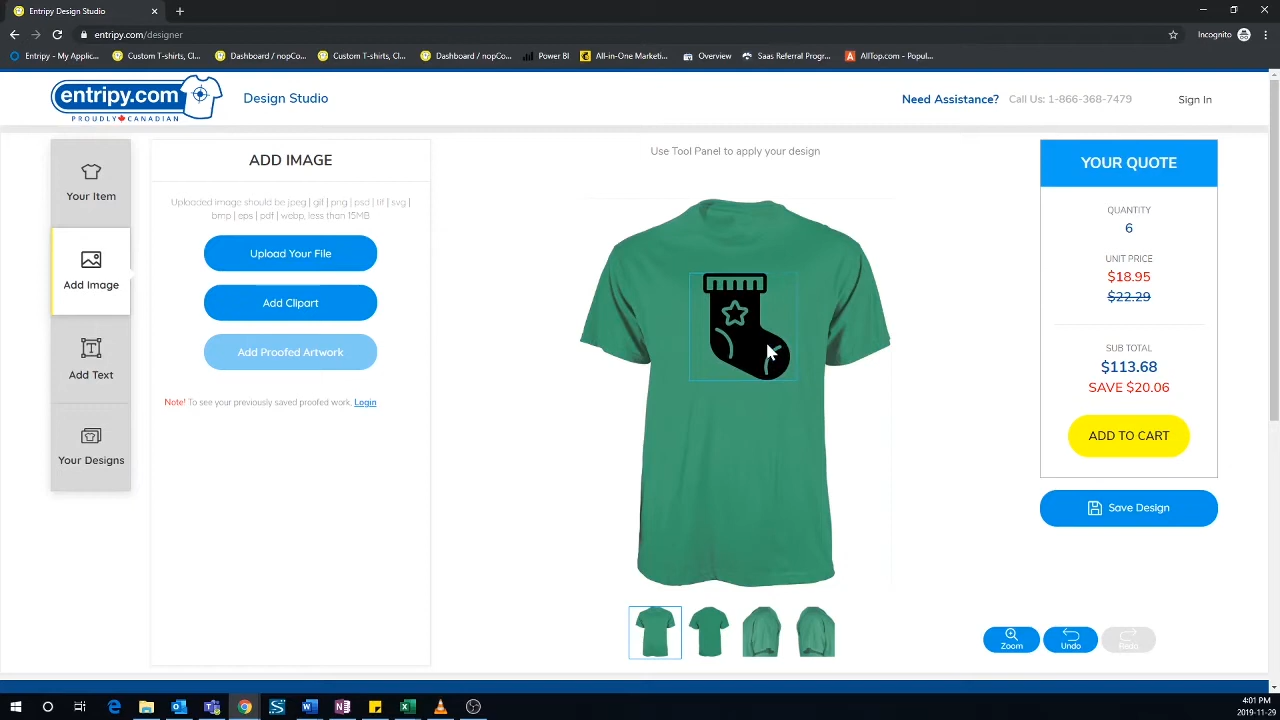 Entripy Design Studio
entripy.com/designer
Incognito
Entripy - My Applic...
Custom T-shirts, Cl...
Dashboard / nopCo...
Custom T-shirts, Cl...
Dashboard / nopCo...
Power BI
All-in-One Marketin...
Overview
Saas Referral Progr...
AllTop.com - Popul...
entripy.com
PROUDLY CANADIAN
Design Studio
Need Assistance? Call Us: 1-866-368-7479
Sign In
Your Item
Add Image
Add Text
Your Designs
ADD IMAGE
Uploaded image should be jpeg | gif | png | psd | tif | svg |
bmp | eps | pdf | webp, less than 15MB
Upload Your File
Add Clipart
Add Proofed Artwork
Note! To see your previously saved proofed work, Login
Use Tool Panel to apply your design
YOUR QUOTE
QUANTITY
6
UNIT PRICE
$18.95
$22.29
SUB TOTAL
$113.68
SAVE $20.06
ADD TO CART
Save Design
Zoom
Undo
Redo
4:01 PM
2019-11-29